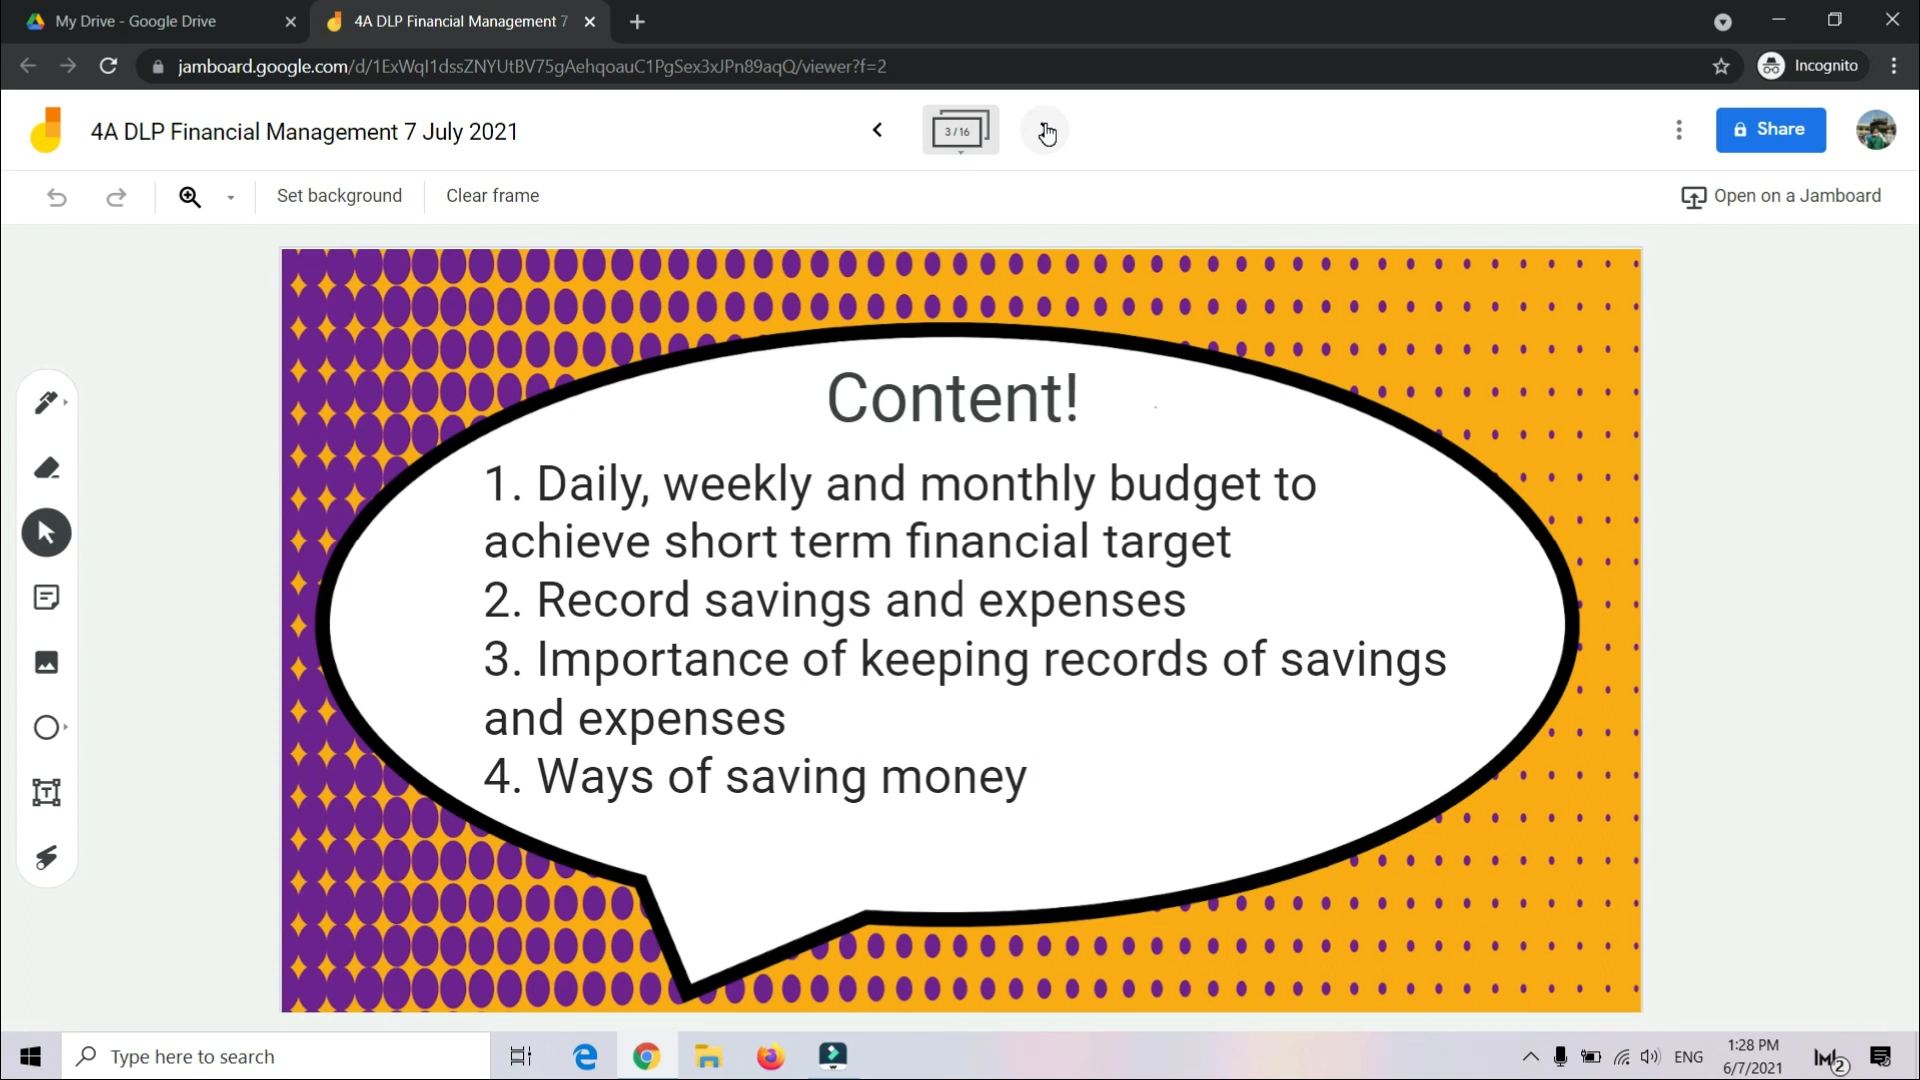 My Drive - Google Drive
4A DLP Financial Management 7
jamboard.google.com/d/1ExWqI1dssZNYUtBV75gAehqoauC1PgSex3xJPn89aqQ/viewer?f=2
Incognito
4A DLP Financial Management 7 July 2021
3 / 16
Share
Set background
Clear frame
Open on a Jamboard
Content!
1. Daily, weekly and monthly budget to
achieve short term financial target
2. Record savings and expenses
3. Importance of keeping records of savings
and expenses
4. Ways of saving money
Type here to search
ENG
1:28 PM
6/7/2021
2